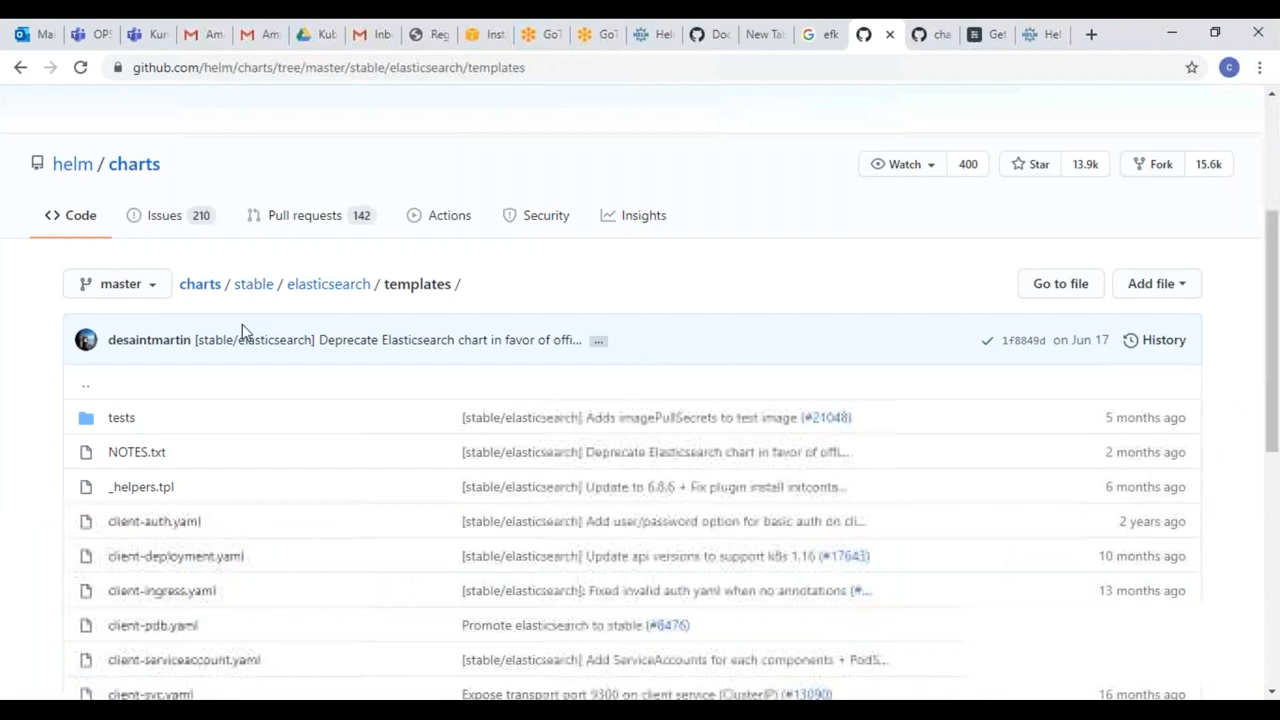 Ma OPS Kur Am Am Kub Inb Reg Inst GoT GoT Hel Doc New Tab efk cha Get Hel
github.com/helm/charts/tree/master/stable/elasticsearch/templates C
helm / charts Watch 400 Star 13.9k Fork 15.6k
Code Issues 210 Pull requests 142 Actions Security Insights
master charts / stable / elasticsearch / templates / Go to file Add file
desaintmartin [stable/elasticsearch] Deprecate Elasticsearch chart in favor of offi... ... 1f8849d on Jun 17 History
..
tests [stable/elasticsearch] Adds imagePullSecrets to test image (#21048) 5 months ago
NOTES.txt [stable/elasticsearch] Deprecate Elasticsearch chart in favor of offi... 2 months ago
_helpers.tpl [stable/elasticsearch] Update to 6.8.6 + Fix plugin install initconta... 6 months ago
client-auth.yaml [stable/elasticsearch] Add user/password option for basic auth on cli... 2 years ago
client-deployment.yaml [stable/elasticsearch] Update api versions to support k8s 1.16 (#17643) 10 months ago
client-ingress.yaml [stable/elasticsearch]: Fixed invalid auth yaml when no annotations (#... 13 months ago
client-pdb.yaml Promote elasticsearch to stable (#8476)
client-serviceaccount.yaml [stable/elasticsearch] Add ServiceAccounts for each components + PodS...
client-svc.yaml Expose transport port 9300 on client service (ClusterIP) (#13090) 16 months ago